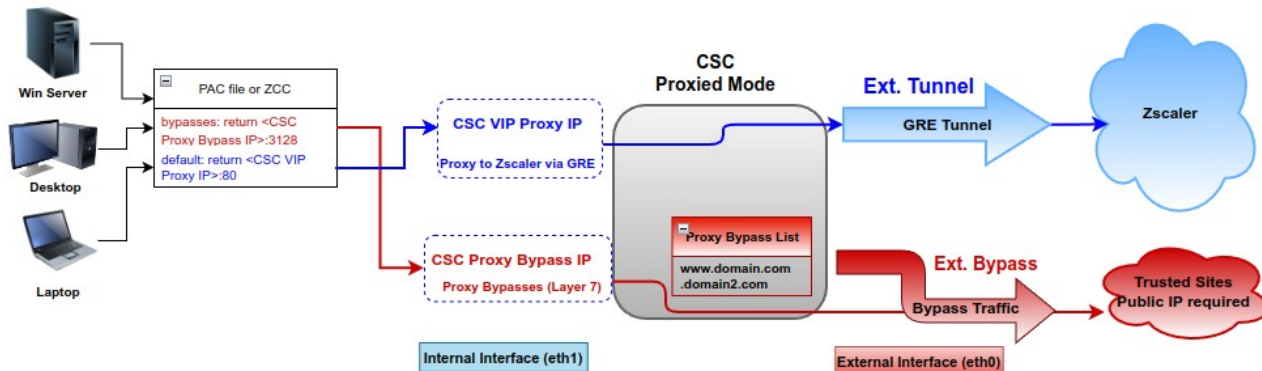 Win Server
Desktop
Laptop
PAC file or ZCC
bypasses: return <CSC
Proxy Bypass IP>:3128
default: return <CSC VIP
Proxy IP>:80
CSC VIP Proxy IP
Proxy to Zscaler via GRE
CSC Proxy Bypass IP
Proxy Bypasses (Layer 7)
Internal Interface (eth1)
CSC
Proxied Mode
Proxy Bypass List
www.domain.com
.domain2.com
Ext. Tunnel
GRE Tunnel
Zscaler
Ext. Bypass
Bypass Traffic
Trusted Sites
Public IP required
External Interface (eth0)